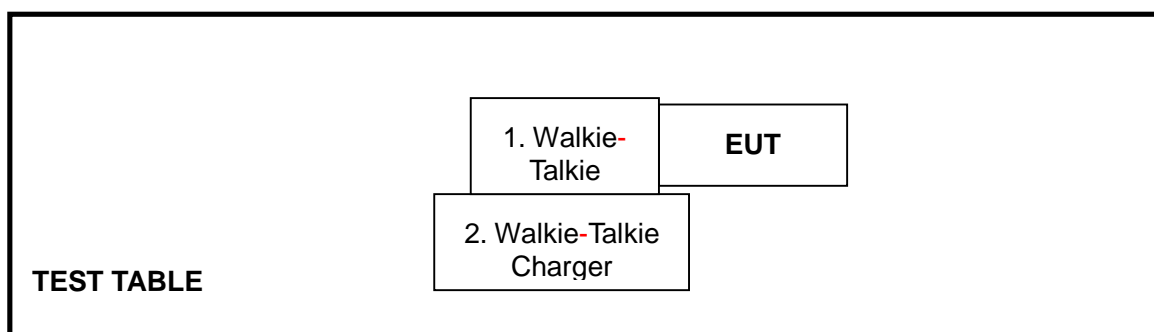 1. Walkie-
Talkie
EUT
2. Walkie-Talkie
Charger
TEST TABLE